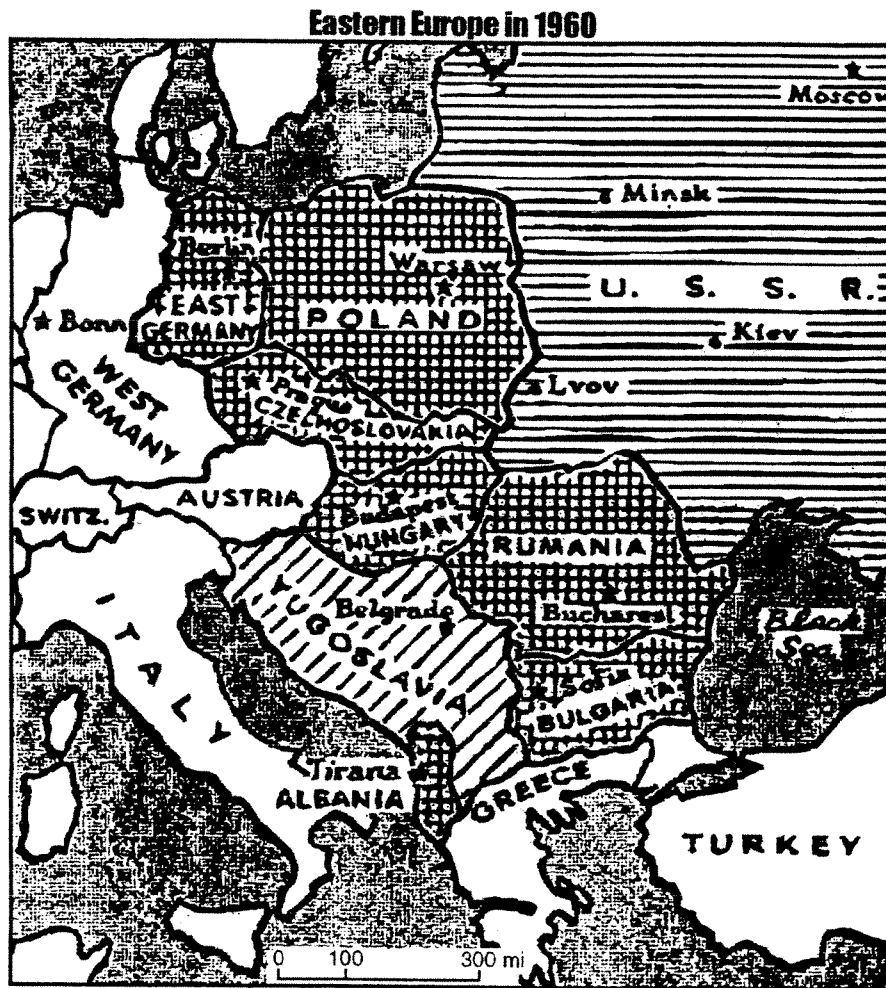 Eastern Europe in 1960
Moscow
Minsk
Berlin
Warsaw
U. S. S. R.
EAST
GERMANY
Bonn
POLAND
Kiev
WEST
GERMANY
Prague
CZECHOSLOVAKIA
Lvov
AUSTRIA
SWITZ.
Budapest
HUNGARY
RUMANIA
ITALY
YUGOSLAVIA
Belgrade
Bucharest
Black
Sea
Sofia
BULGARIA
Tirana
ALBANIA
GREECE
TURKEY
0 100 300 mi